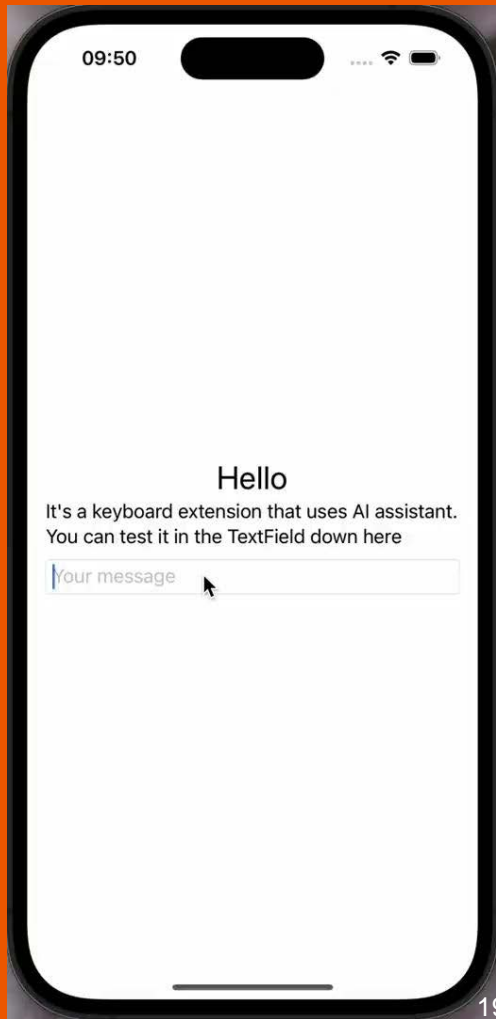 09:50
Hello
It's a keyboard extension that uses AI assistant.
You can test it in the TextField down here
Your message
19